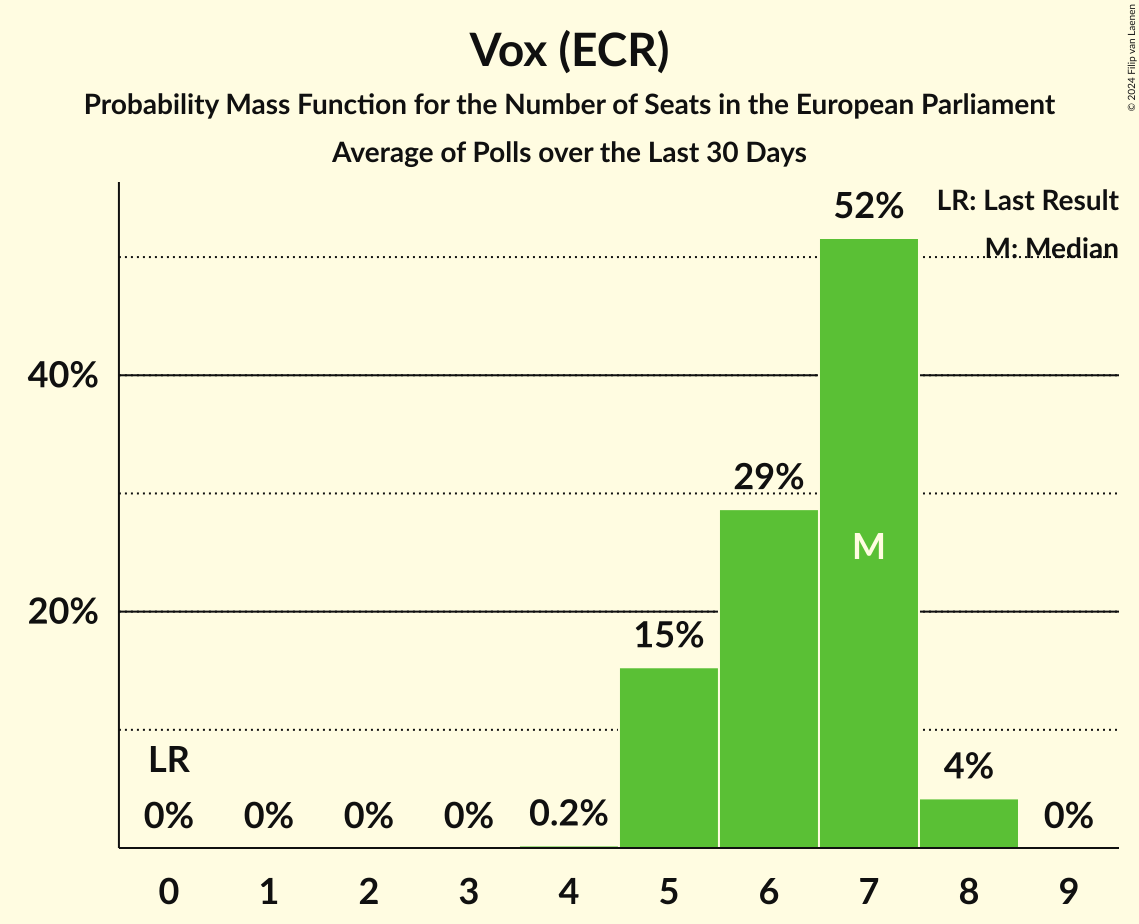 Vox (ECR)
Probability Mass Function for the Number of Seats in the European Parliament
Average of Polls over the Last 30 Days
© 2024 Filip van Laenen
LR: Last Result
M: Median
52%
40%
29%
M
20%
15%
LR
4%
0% 0% 0% 0% 0.2% 0%
0 1 2 3 4 5 6 7 8 9